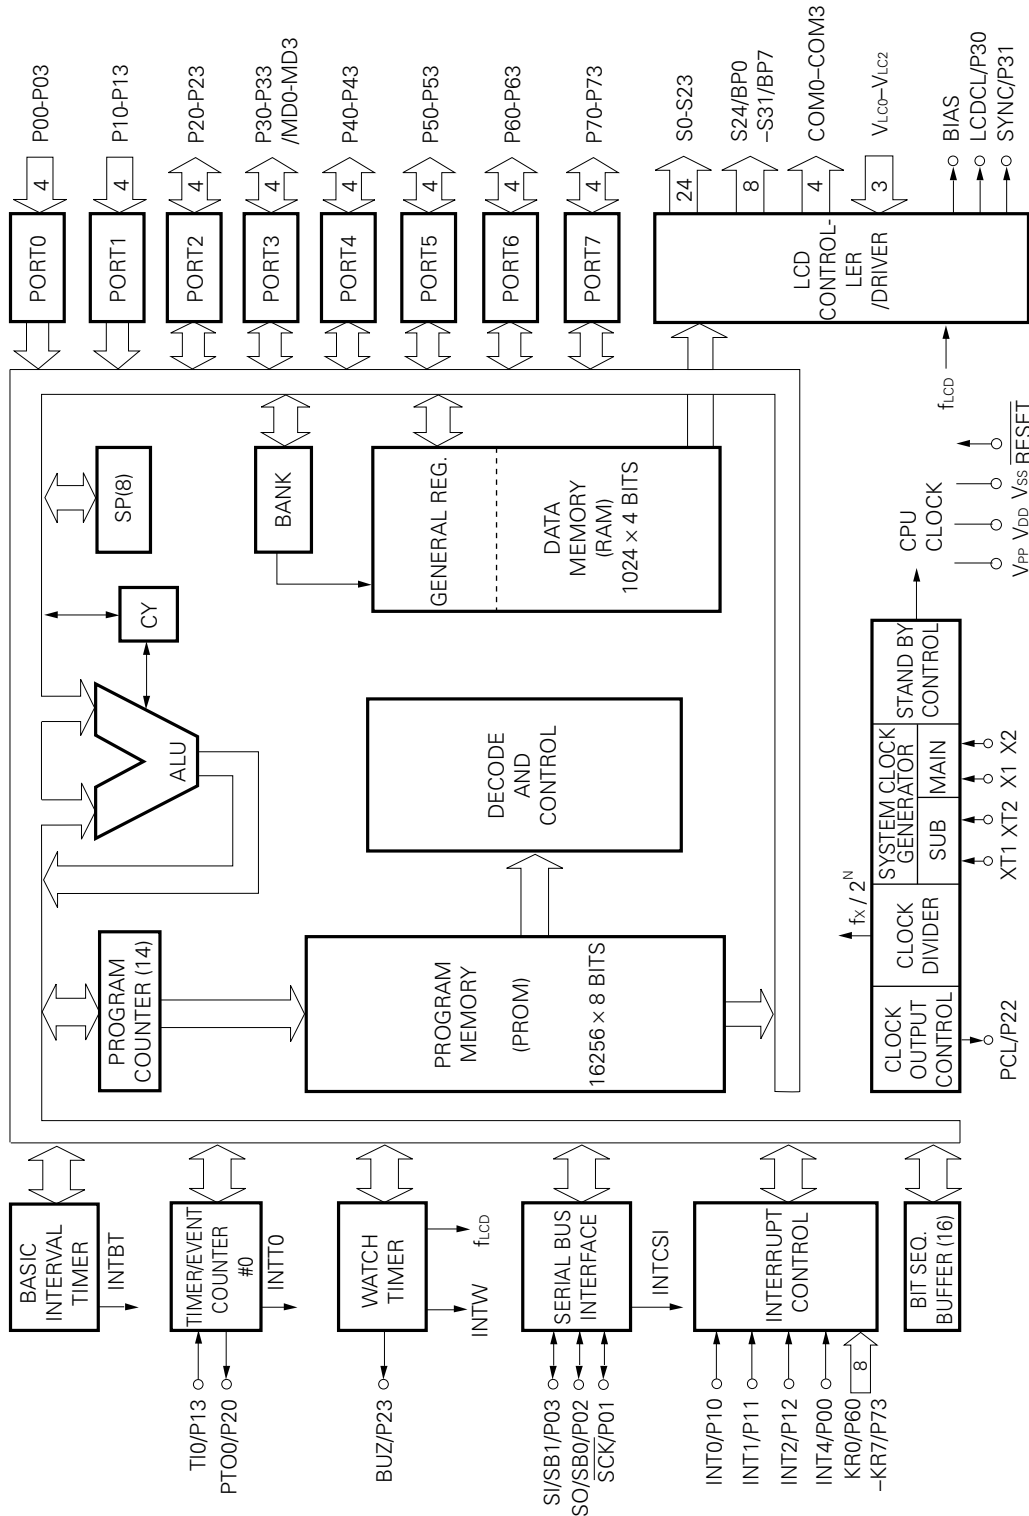 BASIC
INTERVAL
TIMER
INTBT
TI0/P13
PTO0/P20
TIMER/EVENT
COUNTER
#0
INTT0
BUZ/P23
WATCH
TIMER
INTW
fLCD
SI/SB1/P03
SO/SB0/P02
SCK/P01
SERIAL BUS
INTERFACE
INTCSI
INT0/P10
INT1/P11
INT2/P12
INT4/P00
KR0/P60
–KR7/P73
8
INTERRUPT
CONTROL
BIT SEQ.
BUFFER (16)
PROGRAM
COUNTER (14)
ALU
CY
SP(8)
PROGRAM
MEMORY
(PROM)
16256 × 8 BITS
DECODE
AND
CONTROL
BANK
GENERAL REG.
DATA
MEMORY
(RAM)
1024 × 4 BITS
PORT0
4
P00-P03
PORT1
4
P10-P13
PORT2
4
P20-P23
PORT3
4
P30-P33
/MD0-MD3
PORT4
4
P40-P43
PORT5
4
P50-P53
PORT6
4
P60-P63
PORT7
4
P70-P73
LCD
CONTROL-
LER
/DRIVER
24
S0-S23
8
S24/BP0
–S31/BP7
4
COM0–COM3
3
VLC0–VLC2
BIAS
LCDCL/P30
SYNC/P31
fLCD
fX / 2N
CLOCK
OUTPUT
CONTROL
CLOCK
DIVIDER
SYSTEM CLOCK
GENERATOR
SUB
MAIN
STAND BY
CONTROL
CPU
CLOCK
PCL/P22
XT1 XT2 X1 X2
VPP VDD VSS RESET